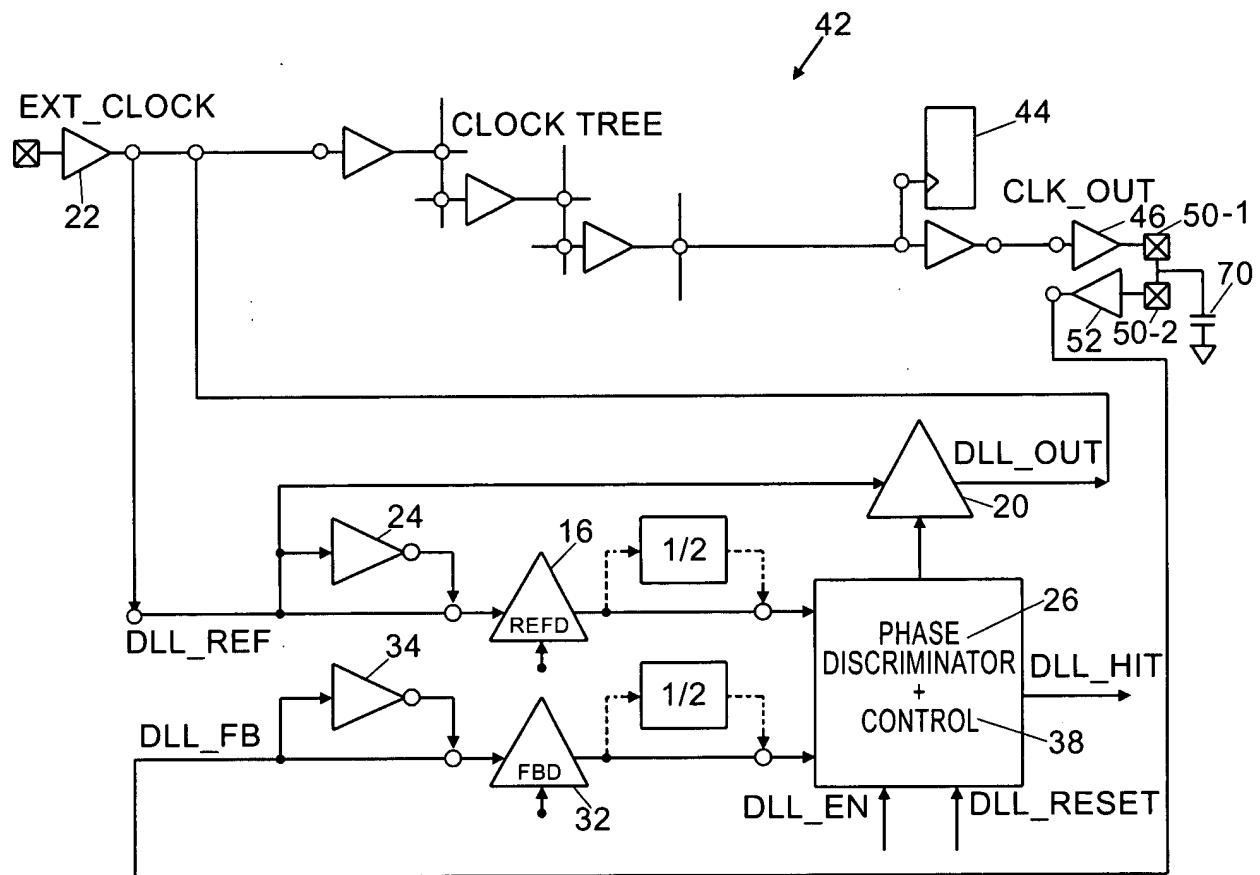 42
EXT_CLOCK
CLOCK TREE
44
22
CLK_OUT
46
50-1
70
52
50-2
DLL_OUT
20
24
16
1/2
REFD
DLL_REF
26
PHASE
DISCRIMINATOR
+
CONTROL
38
DLL_HIT
34
1/2
DLL_FB
FBD
32
DLL_EN
DLL_RESET